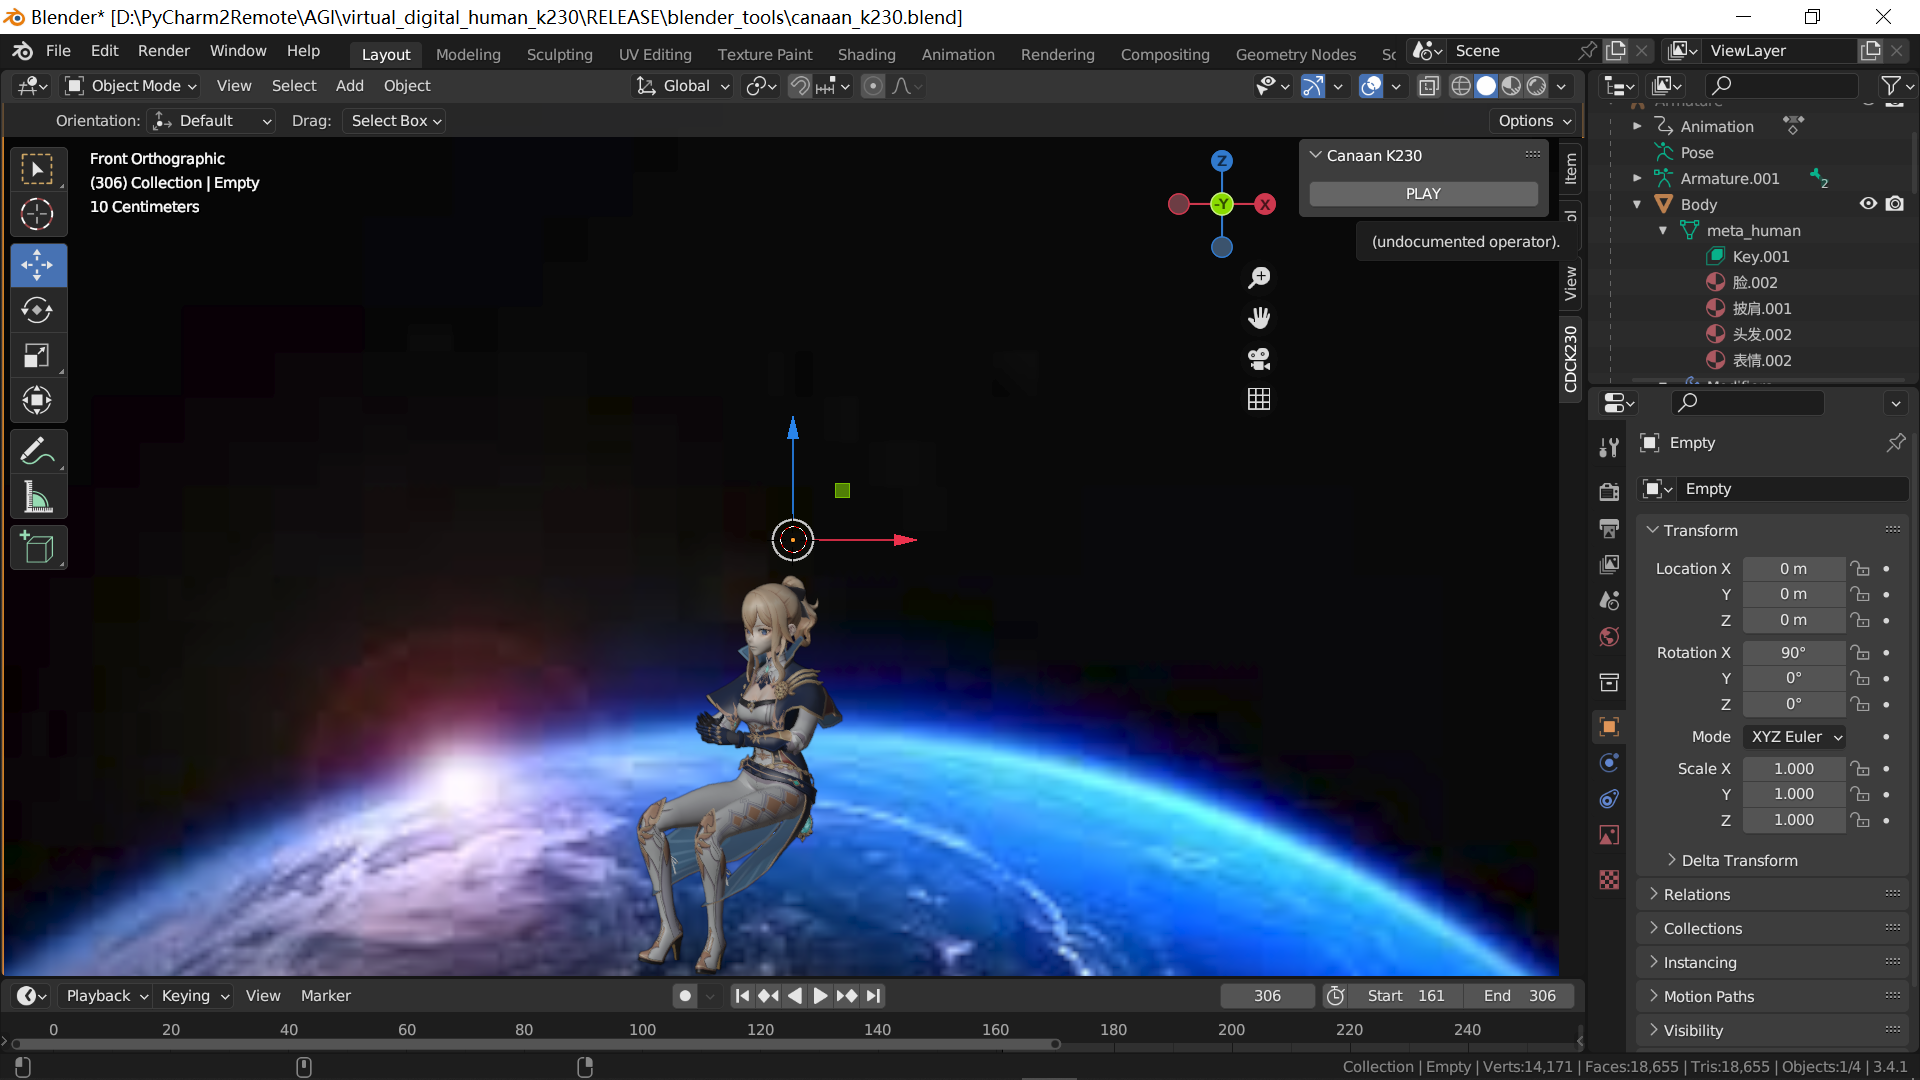 Blender* [D:\PyCharm2Remote\AGI\virtual_digital_human_k230\RELEASE\blender_tools\canaan_k230.blend]
File Edit Render Window Help Layout Modeling Sculpting UV Editing Texture Paint Shading Animation Rendering Compositing Geometry Nodes Sc Scene ViewLayer
Object Mode View Select Add Object Global
Orientation: Default Drag: Select Box Options
Front Orthographic
(306) Collection | Empty
10 Centimeters
Z
-Y
X
Canaan K230
PLAY
(undocumented operator).
Item
View
CDCK230
Armature
Animation
Pose
Armature.001 2
Body
meta_human
Key.001
脸.002
披肩.001
头发.002
表情.002
Empty
Empty
Transform
Location X 0 m
Y 0 m
Z 0 m
Rotation X 90°
Y 0°
Z 0°
Mode XYZ Euler
Scale X 1.000
Y 1.000
Z 1.000
Delta Transform
Relations
Collections
Instancing
Motion Paths
Visibility
Playback Keying View Marker 306 Start 161 End 306
0 20 40 60 80 100 120 140 160 180 200 220 240
Collection | Empty | Verts:14,171 | Faces:18,655 | Tris:18,655 | Objects:1/4 | 3.4.1